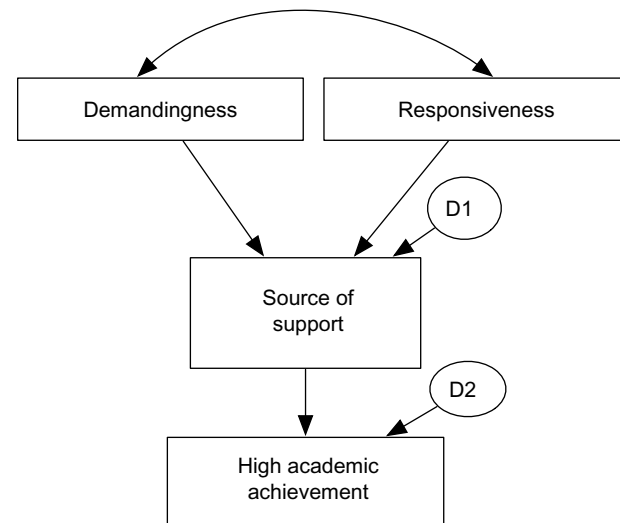 Demandingness
Responsiveness
D1
Source of
support
D2
High academic
achievement